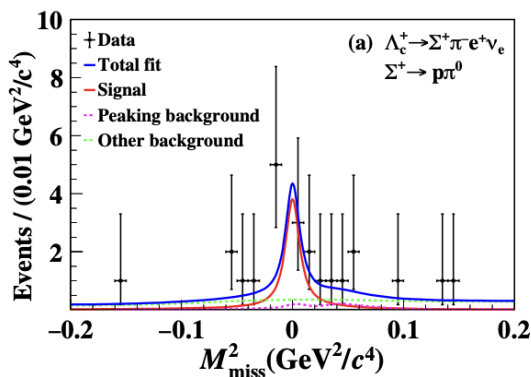 10
8
6
4
2
Events / (0.01 GeV²/c⁴)
Data
Total fit
Signal
Peaking background
Other background
(a) Λc⁺→Σ⁺π⁻e⁺νₑ
Σ⁺→ pπ⁰
−0.2 −0.1 0 0.1 0.2
M²miss(GeV²/c⁴)